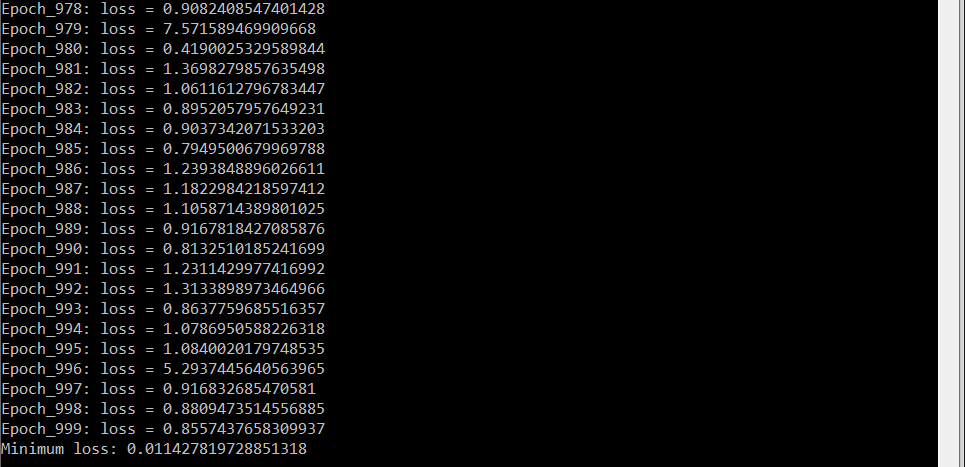 Epoch_978: loss = 0.9082408547401428
Epoch_979: loss = 7.571589469909668
Epoch_980: loss = 0.4190025329589844
Epoch_981: loss = 1.3698279857635498
Epoch_982: loss = 1.0611612796783447
Epoch_983: loss = 0.8952057957649231
Epoch_984: loss = 0.9037342071533203
Epoch_985: loss = 0.7949500679969788
Epoch_986: loss = 1.2393848896026611
Epoch_987: loss = 1.1822984218597412
Epoch_988: loss = 1.1058714389801025
Epoch_989: loss = 0.9167818427085876
Epoch_990: loss = 0.8132510185241699
Epoch_991: loss = 1.2311429977416992
Epoch_992: loss = 1.3133898973464966
Epoch_993: loss = 0.8637759685516357
Epoch_994: loss = 1.0786950588226318
Epoch_995: loss = 1.0840020179748535
Epoch_996: loss = 5.2937445640563965
Epoch_997: loss = 0.916832685470581
Epoch_998: loss = 0.8809473514556885
Epoch_999: loss = 0.8557437658309937
Minimum loss: 0.011427819728851318